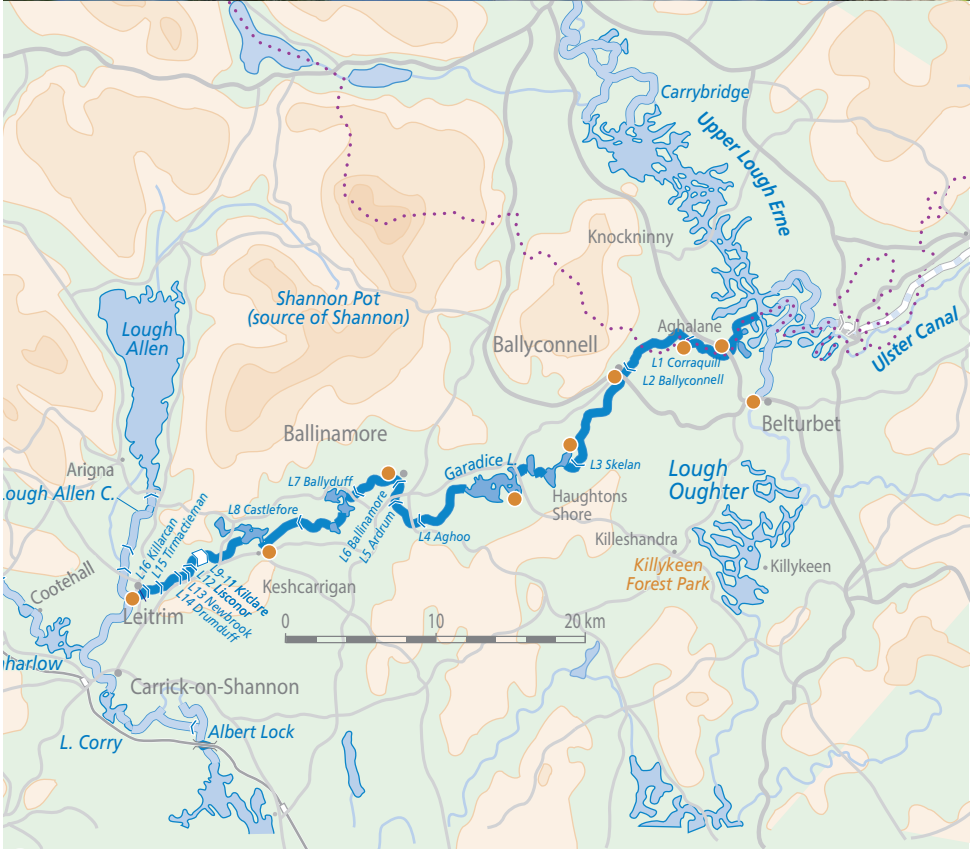 Carrybridge
Upper Lough Erne
Knockninny
Shannon Pot
(source of Shannon)
Lough
Allen
Aghalane
Ballyconnell
Ulster Canal
L1 Corraquill
L2 Ballyconnell
Belturbet
Ballinamore
Arigna
Lough Allen C.
L7 Ballyduff
Garadice L.
L3 Skelan
Lough
Oughter
Haughtons
Shore
L8 Castlefore
L6 Ballinamore
L5 Ardrum
L4 Aghoo
Killeshandra
Killykeen
Forest Park
Killykeen
L16 Killarcan
L15 Tirmactiernan
L9-11 Kildare
L12 Lisconor
L13 Newbrook
L14 Drumduff
Keshcarrigan
Cootehall
Leitrim
0 10 20 km
harlow
Carrick-on-Shannon
L. Corry
Albert Lock